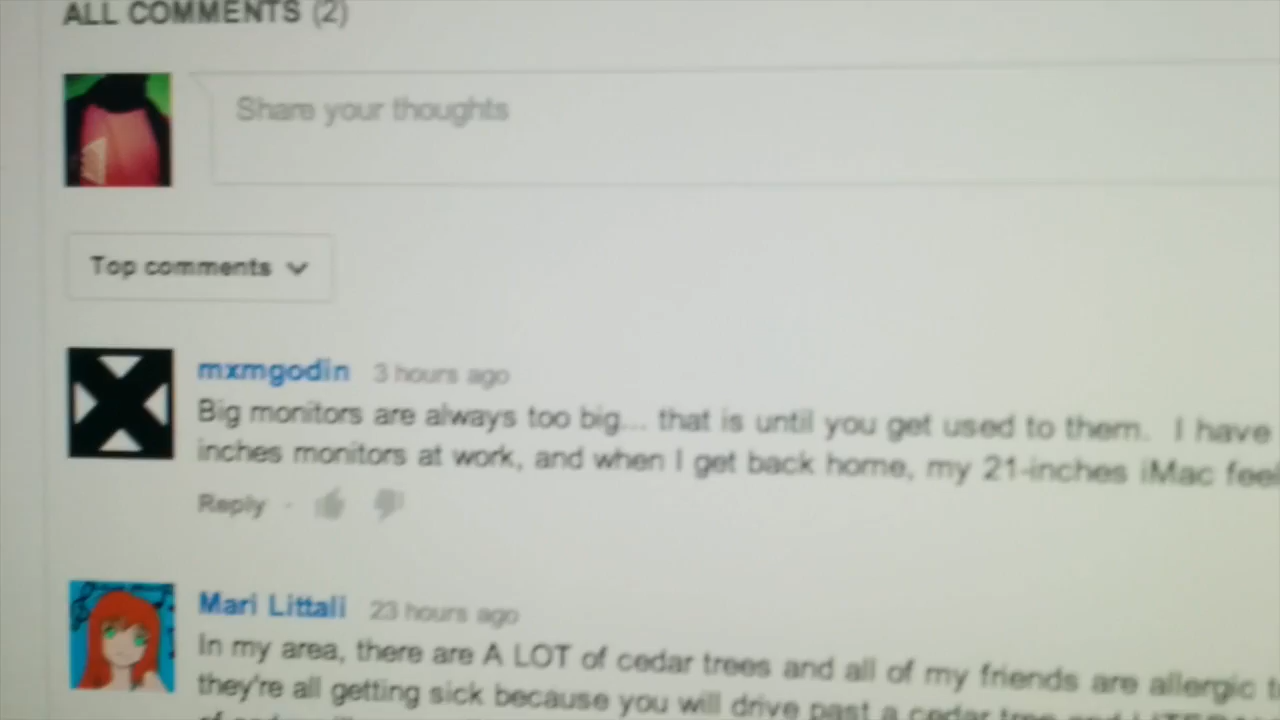 ALL COMMENTS (2)
Share your thoughts
Top comments
mxmgodin 3 hours ago
Big monitors are always too big... that is until you get used to them. I have
inches monitors at work, and when I get back home, my 21-inches iMac feel
Reply ·
Mari Littali 23 hours ago
In my area, there are A LOT of cedar trees and all of my friends are allergic t
they're all getting sick because you will drive past a cedar tree and